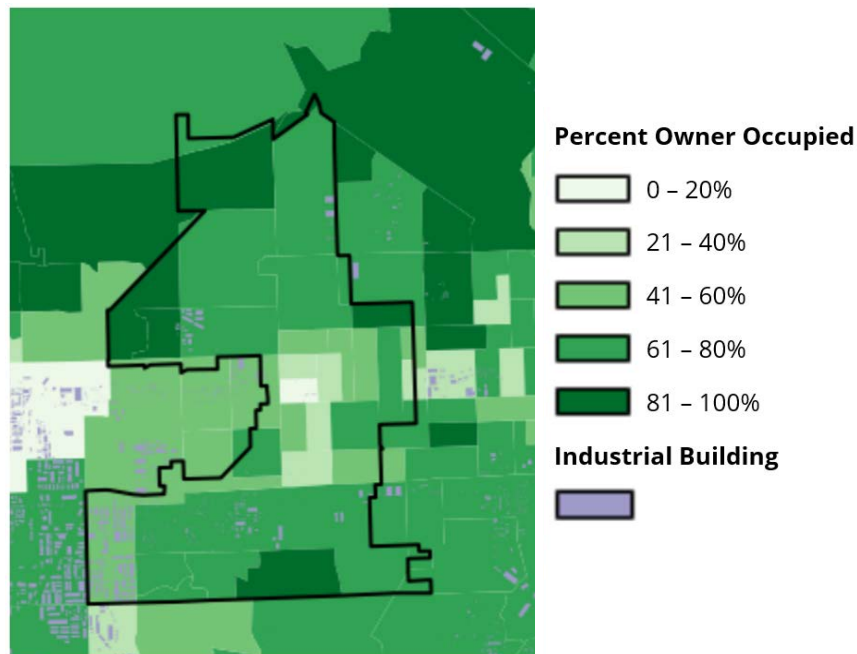 Percent Owner Occupied
0 – 20%
21 – 40%
41 – 60%
61 – 80%
81 – 100%
Industrial Building